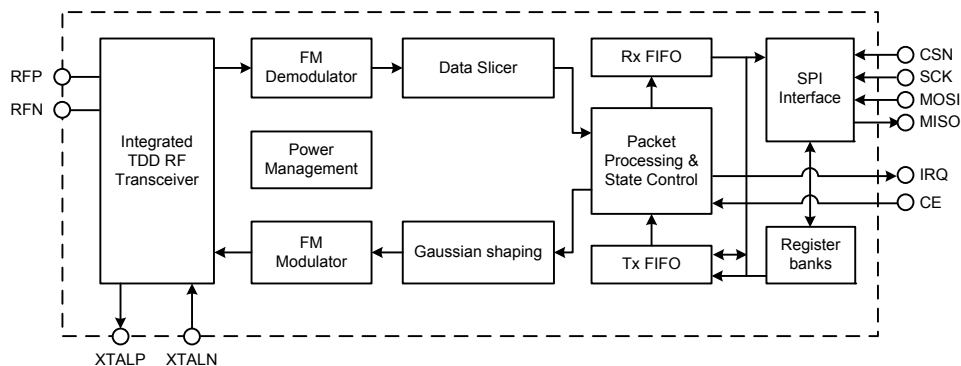 RFP
RFN
Integrated
TDD RF
Transceiver
FM
Demodulator
Data Slicer
Power
Management
FM
Modulator
Gaussian shaping
Rx FIFO
Packet
Processing &
State Control
Tx FIFO
SPI
Interface
Register
banks
CSN
SCK
MOSI
MISO
IRQ
CE
XTALP
XTALN